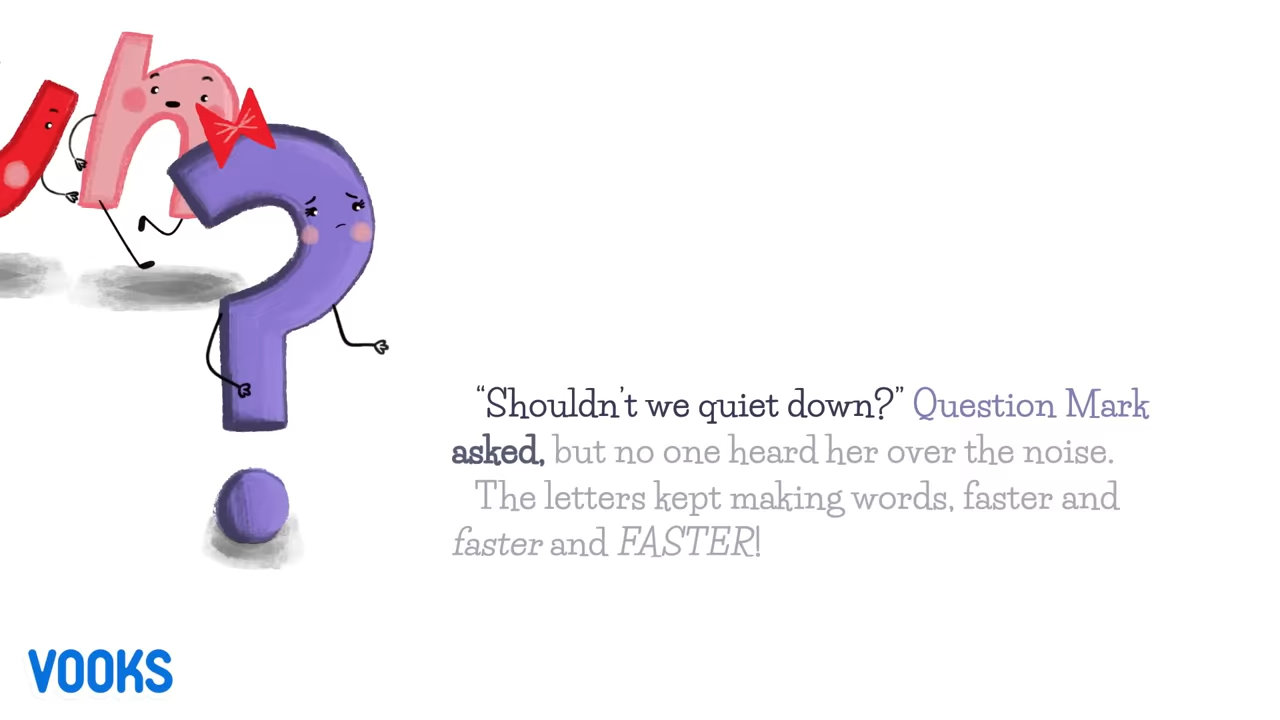 “Shouldn’t we quiet down?” Question Mark
asked, but no one heard her over the noise.
The letters kept making words, faster and
faster and FASTER!
VOOKS